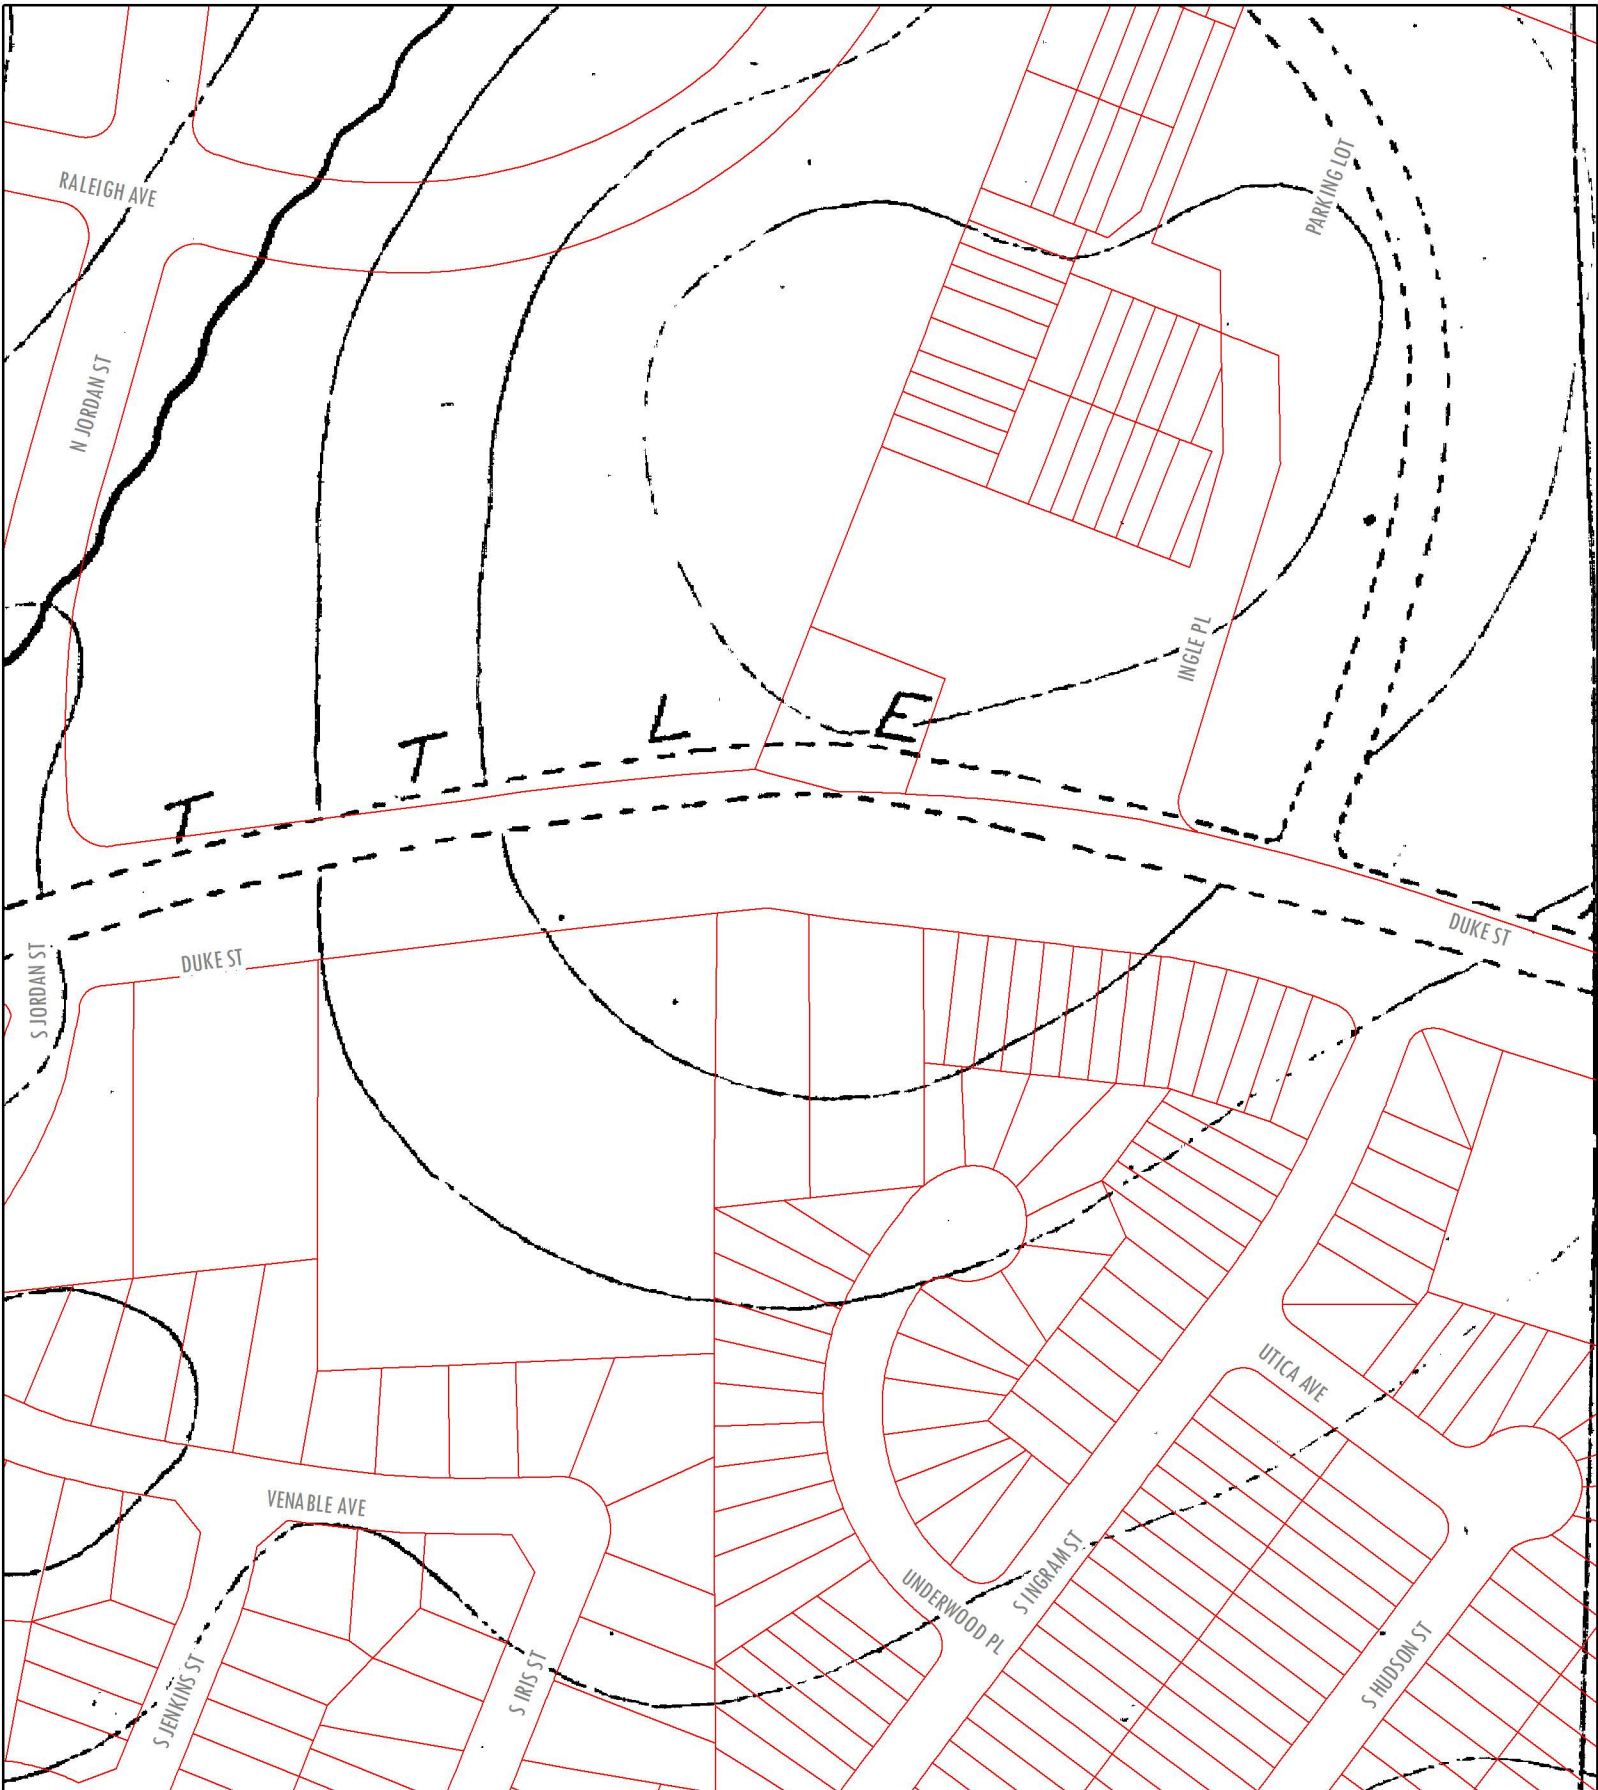 RALEIGH AVE
PARKING LOT
N JORDAN ST
INGLE PL
T T L E
DUKE ST
DUKE ST
S JORDAN ST
UTICA AVE
VENABLE AVE
S INGRAM ST
UNDERWOOD PL
S JENKINS ST
S IRIS ST
S HUDSON ST